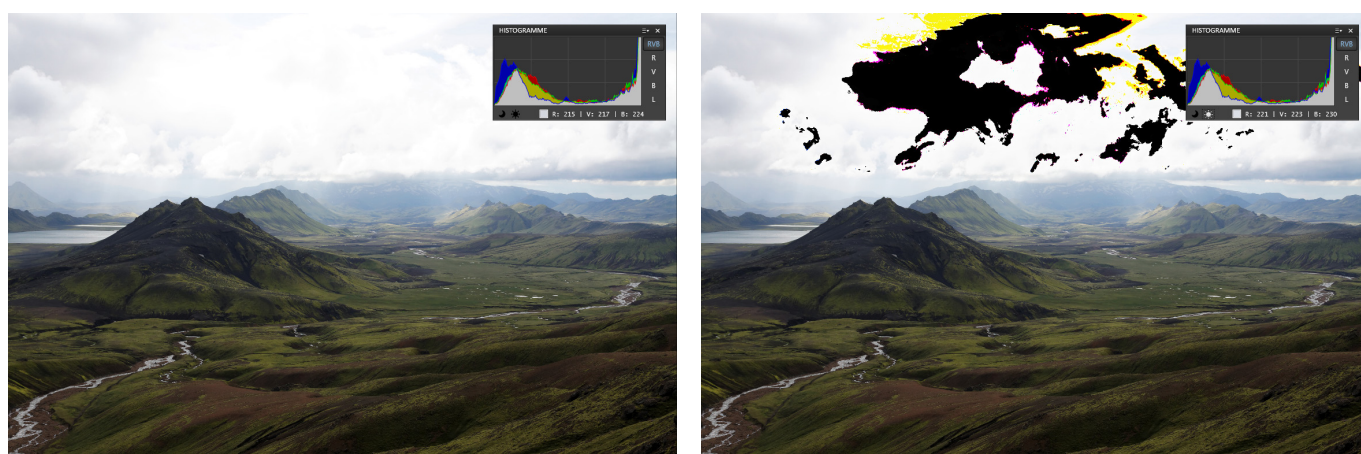 HISTOGRAMME
RVB
R
V
B
L
R: 215 | V: 217 | B: 224
HISTOGRAMME
RVB
R
V
B
L
R: 221 | V: 223 | B: 230